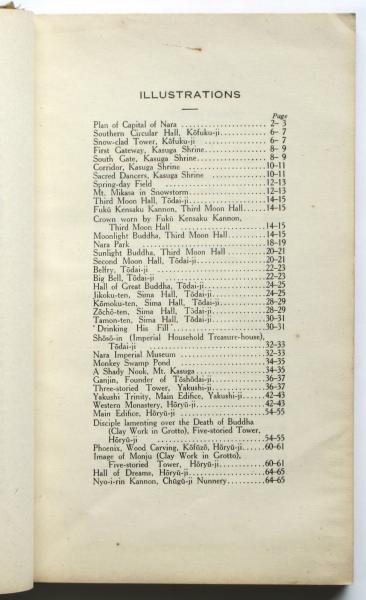 ILLUSTRATIONS
Page
Plan of Capital of Nara ...................... 2– 3
Southern Circular Hall, Kōfuku-ji............ 6– 7
Snow-clad Tower, Kōfuku-ji ................ 6– 7
First Gateway, Kasuga Shrine.............. 8– 9
South Gate, Kasuga Shrine................. 8– 9
Corridor, Kasuga Shrine .................... 10–11
Sacred Dancers, Kasuga Shrine............ 10–11
Spring-day Field ......................... 12–13
Mt. Mikasa in Snowstorm.................. 12–13
Third Moon Hall, Tōdai-ji.................. 14–15
Fukū Kensaku Kannon, Third Moon Hall......14–15
Crown worn by Fukū Kensaku Kannon,
Third Moon Hall ....................... 14–15
Moonlight Buddha, Third Moon Hall........ 14–15
Nara Park .............................. 18–19
Sunlight Buddha, Third Moon Hall........ 20–21
Second Moon Hall, Tōdai-ji................ 20–21
Belfry, Tōdai-ji .......................... 22–23
Big Bell, Tōdai-ji ........................ 22–23
Hall of Great Buddha, Tōdai-ji.............. 24–25
Jikoku-ten, Sima Hall, Tōdai-ji............. 24–25
Kōmoku-ten, Sima Hall, Tōdai-ji............ 28–29
Zōchō-ten, Sima Hall, Tōdai-ji.............. 28–29
Tamon-ten, Sima Hall, Tōdai-ji............. 30–31
'Drinking His Fill'......................... 30–31
Shōsō-in (Imperial Household Treasure-house),
Tōdai-ji .............................. 32–33
Nara Imperial Museum .................... 32–33
Monkey Swamp Pond ..................... 34–35
A Shady Nook, Mt. Kasuga................ 34–35
Ganjin, Founder of Tōshōdai-ji.............. 36–37
Three-storied Tower, Yakushi-ji............. 36–37
Yakushi Trinity, Main Edifice, Yakushi-ji.... 42–43
Western Monastery, Hōryū-ji............... 42–43
Main Edifice, Hōryū-ji..................... 54–55
Disciple lamenting over the Death of Buddha
(Clay Work in Grotto), Five-storied Tower,
Hōryū-ji ........................... 54–55
Phoenix, Wood Carving, Kōfūzō, Hōryū-ji......60–61
Image of Monju (Clay Work in Grotto),
Five-storied Tower, Hōryū-ji............ 60–61
Hall of Dreams, Hōryū-ji................... 64–65
Nyo-i-rin Kannon, Chūgū-ji Nunnery........ 64–65